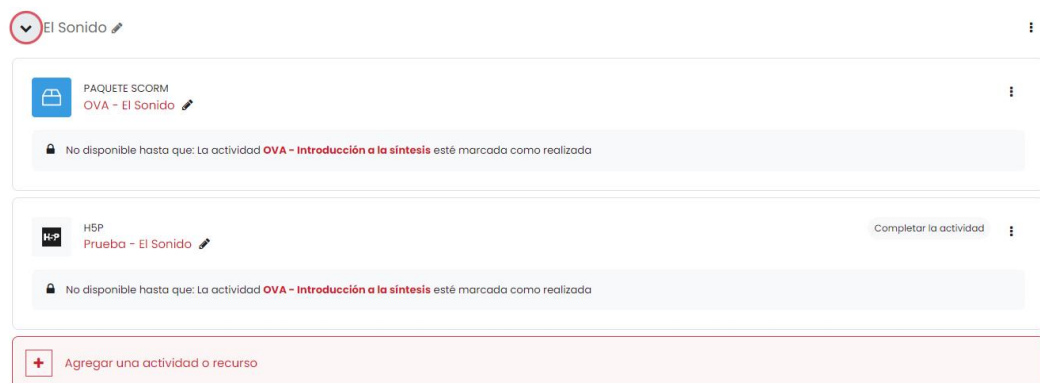 El Sonido
PAQUETE SCORM
OVA - El Sonido
No disponible hasta que: La actividad OVA - Introducción a la síntesis esté marcada como realizada
H5P
H5P
Prueba - El Sonido
Completar la actividad
No disponible hasta que: La actividad OVA - Introducción a la síntesis esté marcada como realizada
+ Agregar una actividad o recurso